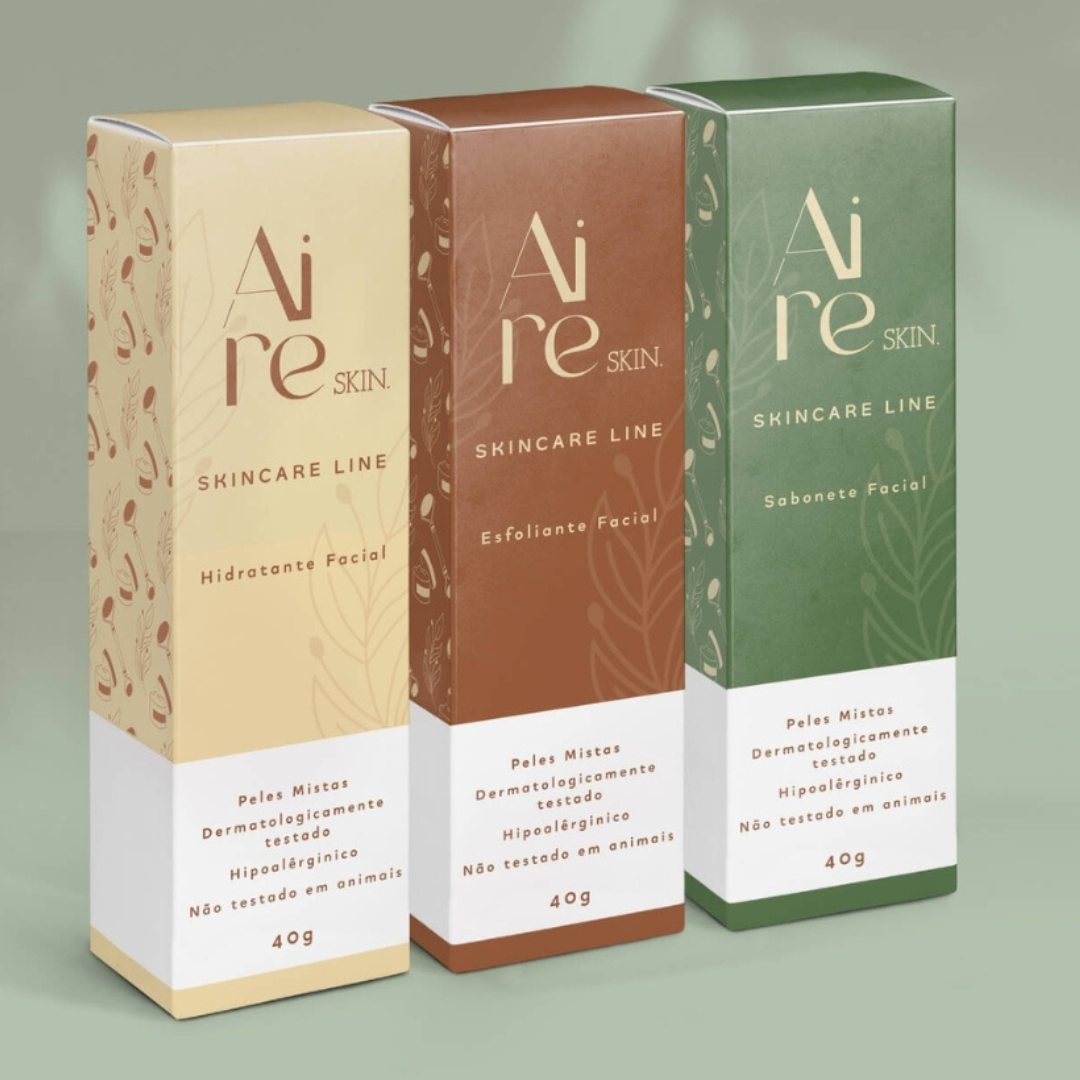 Ai
re SKIN.
SKINCARE LINE
Hidratante Facial
Peles Mistas
Dermatologicamente
testado
Hipoalêrginico
Não testado em animais
40g
Ai
re SKIN.
SKINCARE LINE
Esfoliante Facial
Peles Mistas
Dermatologicamente
testado
Hipoalêrginico
Não testado em animais
40g
Ai
re SKIN.
SKINCARE LINE
Sabonete Facial
Peles Mistas
Dermatologicamente
testado
Hipoalêrginico
Não testado em animais
40g